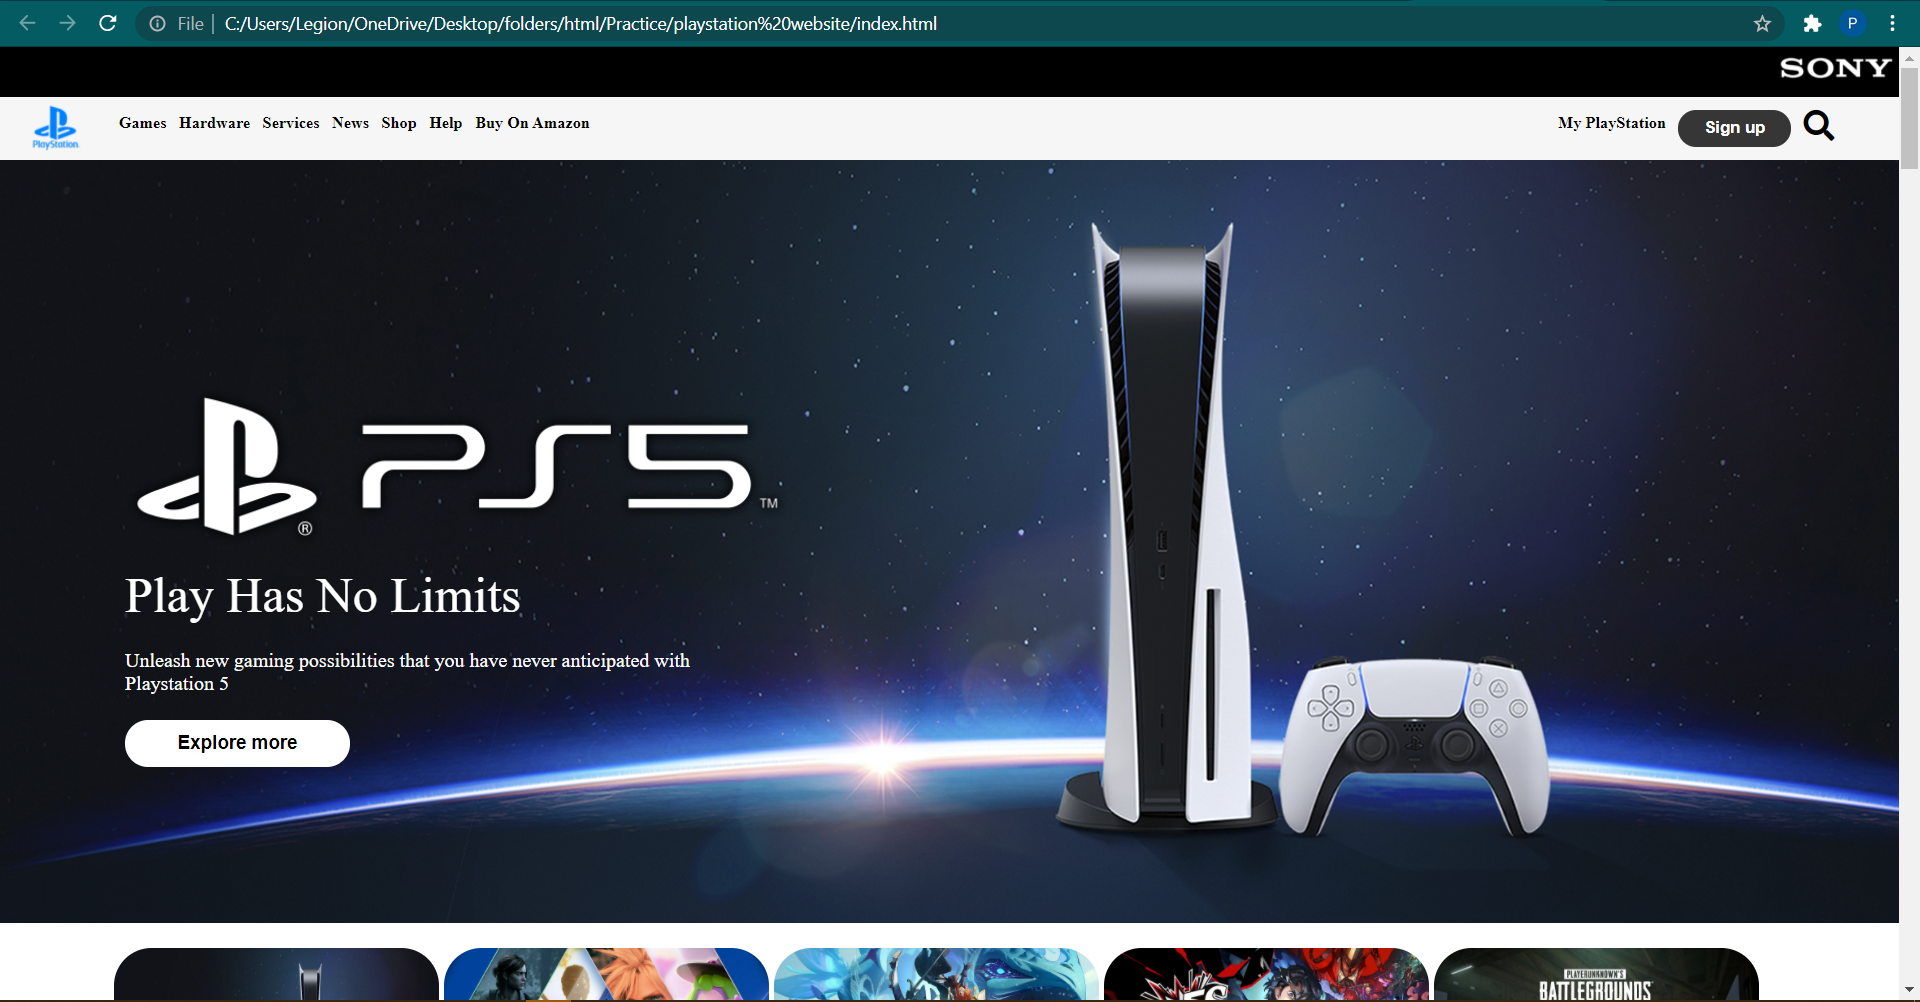 File | C:/Users/Legion/OneDrive/Desktop/folders/html/Practice/playstation%20website/index.html
P
SONY
PlayStation
Games Hardware Services News Shop Help Buy On Amazon
My PlayStation Sign up
PS5 ™
®
Play Has No Limits
Unleash new gaming possibilities that you have never anticipated with
Playstation 5
Explore more
PLAYERUNKNOWN'S
BATTLEGROUNDS